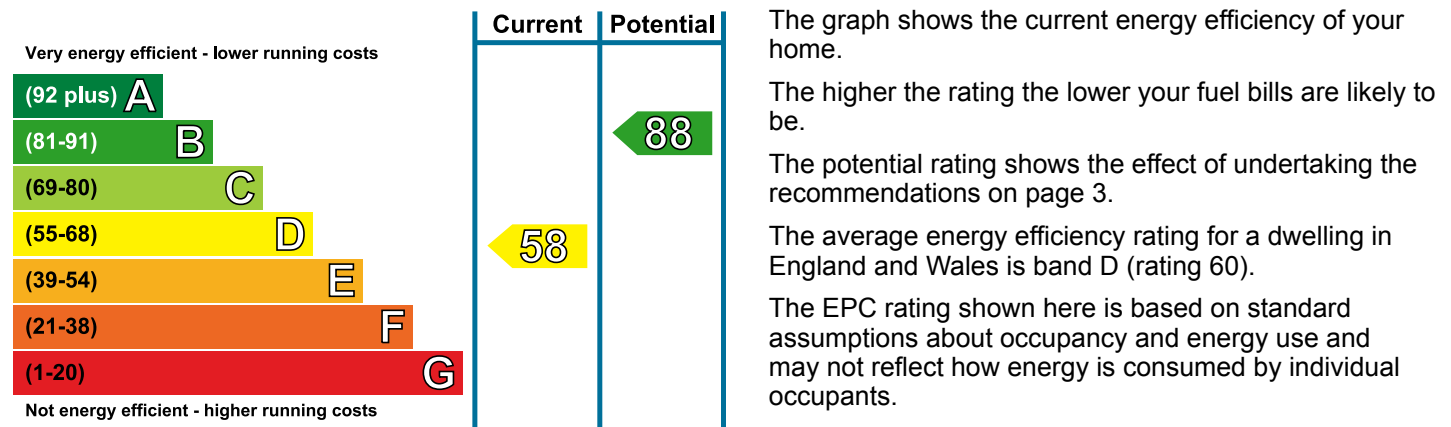 Current Potential
Very energy efficient - lower running costs
(92 plus) A
(81-91) B
88
(69-80) C
(55-68) D
58
(39-54) E
(21-38) F
(1-20) G
Not energy efficient - higher running costs
The graph shows the current energy efficiency of your
home.
The higher the rating the lower your fuel bills are likely to
be.
The potential rating shows the effect of undertaking the
recommendations on page 3.
The average energy efficiency rating for a dwelling in
England and Wales is band D (rating 60).
The EPC rating shown here is based on standard
assumptions about occupancy and energy use and
may not reflect how energy is consumed by individual
occupants.